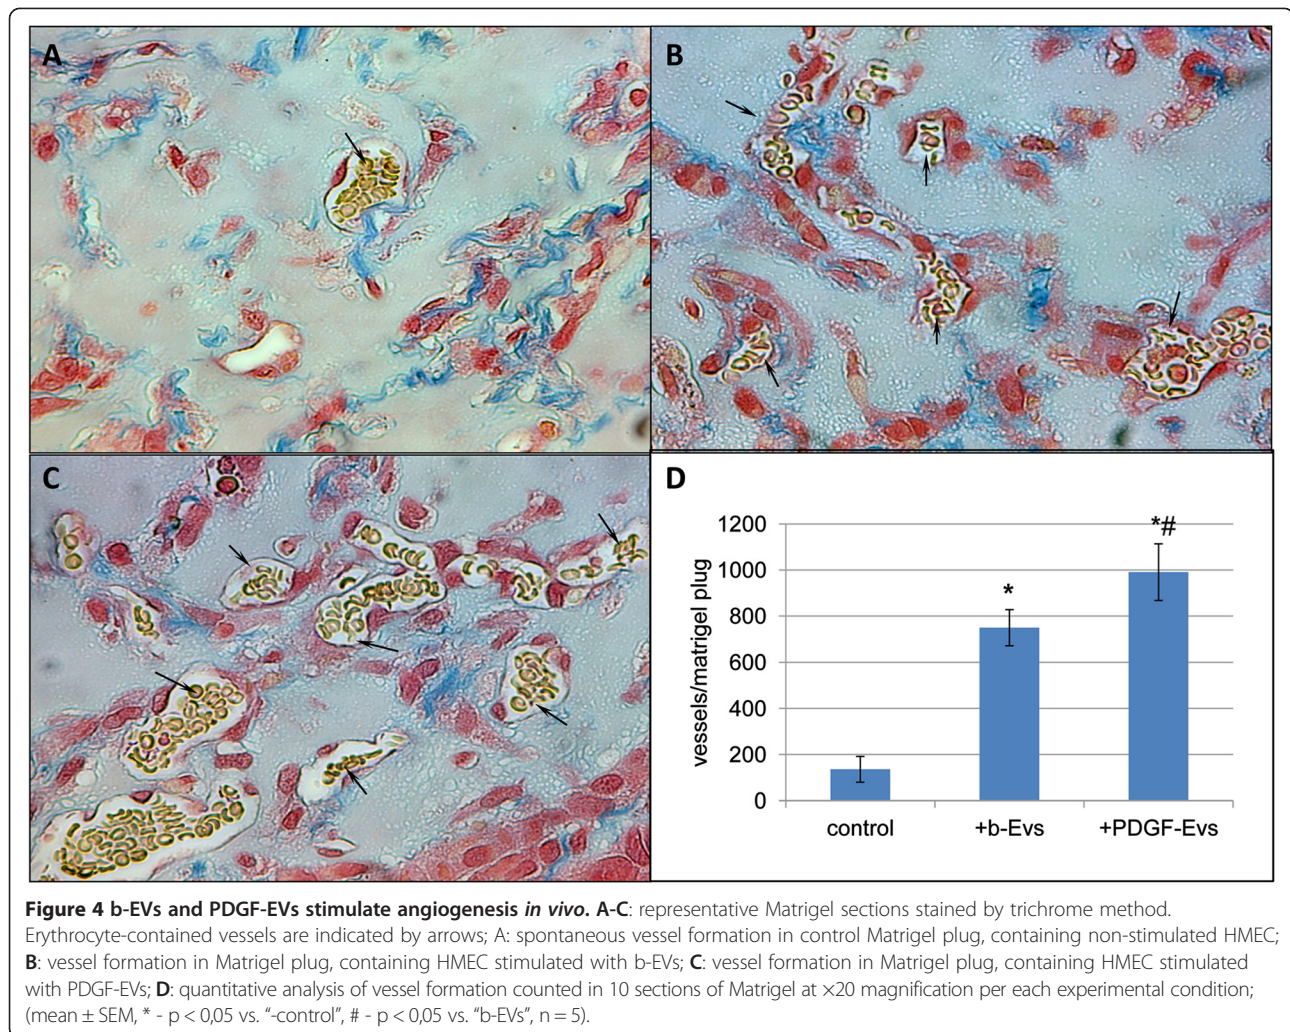 A
B
C
D
1200
1000
800
600
400
200
0
vessels/matrigel plug
*
*#
control +b-Evs +PDGF-Evs
Figure 4 b-EVs and PDGF-EVs stimulate angiogenesis in vivo. A-C: representative Matrigel sections stained by trichrome method.
Erythrocyte-contained vessels are indicated by arrows; A: spontaneous vessel formation in control Matrigel plug, containing non-stimulated HMEC;
B: vessel formation in Matrigel plug, containing HMEC stimulated with b-EVs; C: vessel formation in Matrigel plug, containing HMEC stimulated
with PDGF-EVs; D: quantitative analysis of vessel formation counted in 10 sections of Matrigel at ×20 magnification per each experimental condition;
(mean ± SEM, * - p < 0,05 vs. “-control”, # - p < 0,05 vs. “b-EVs”, n = 5).